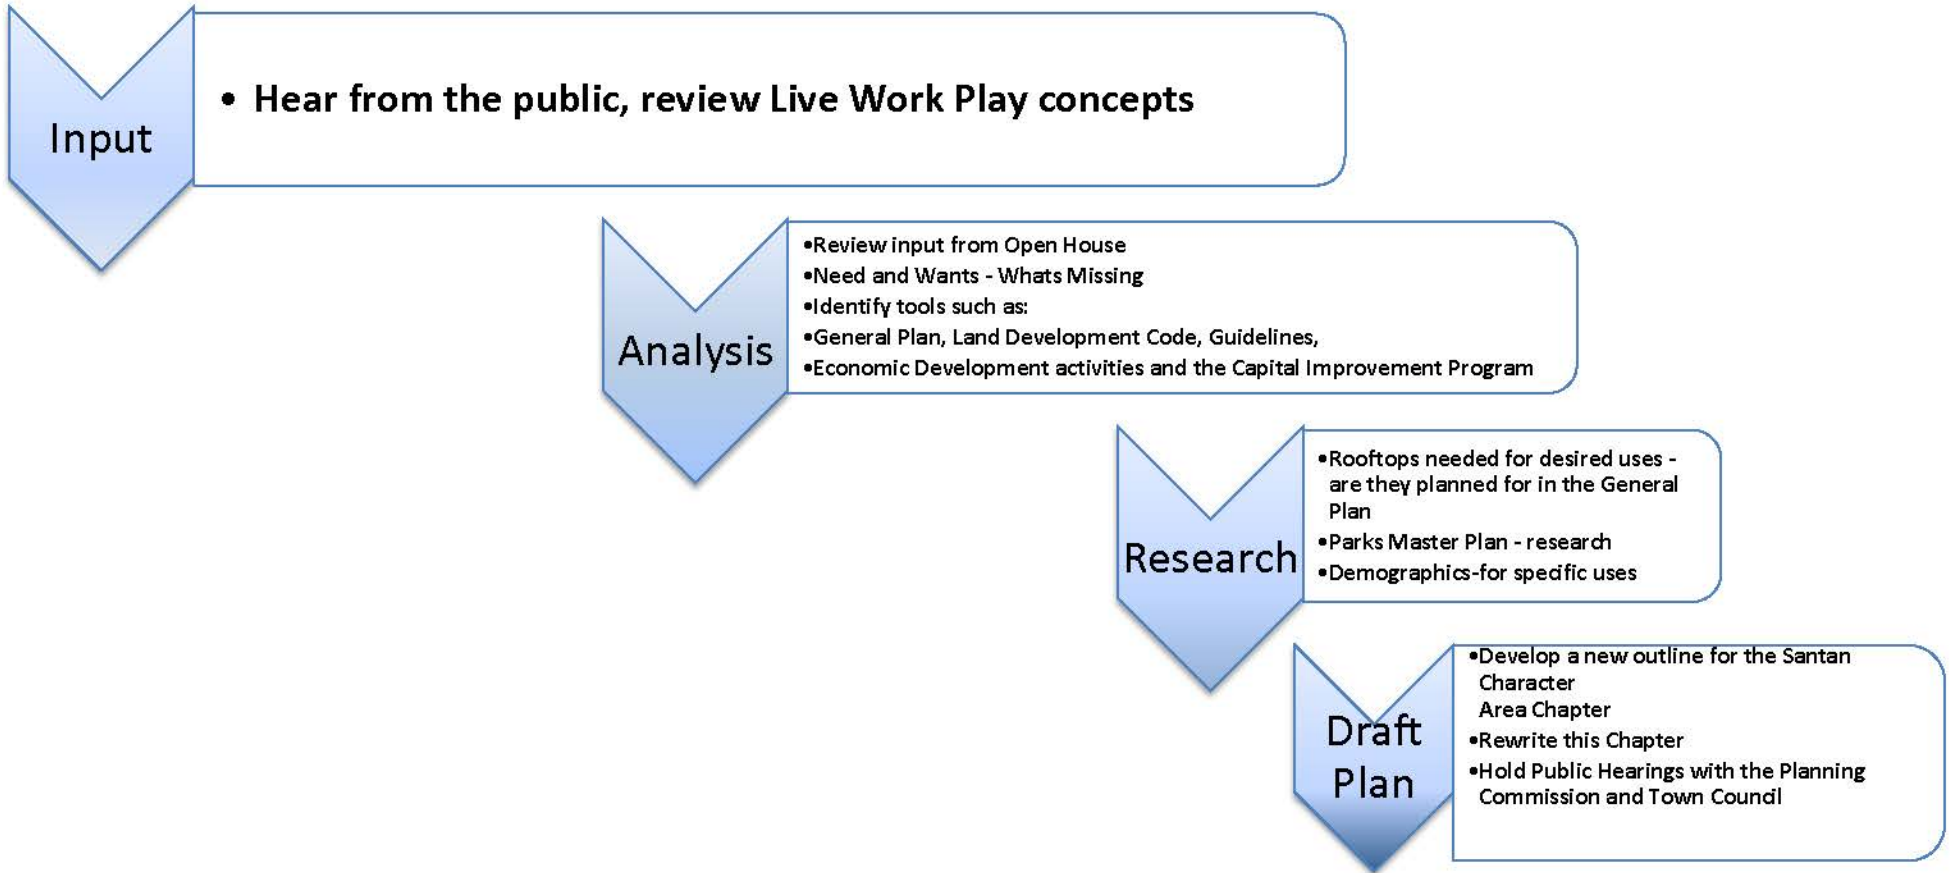 Input
• Hear from the public, review Live Work Play concepts
Analysis
•Review input from Open House
•Need and Wants - Whats Missing
•Identify tools such as:
•General Plan, Land Development Code, Guidelines,
•Economic Development activities and the Capital Improvement Program
Research
•Rooftops needed for desired uses -
are they planned for in the General
Plan
•Parks Master Plan - research
•Demographics-for specific uses
Draft
Plan
•Develop a new outline for the Santan
Character
Area Chapter
•Rewrite this Chapter
•Hold Public Hearings with the Planning
Commission and Town Council